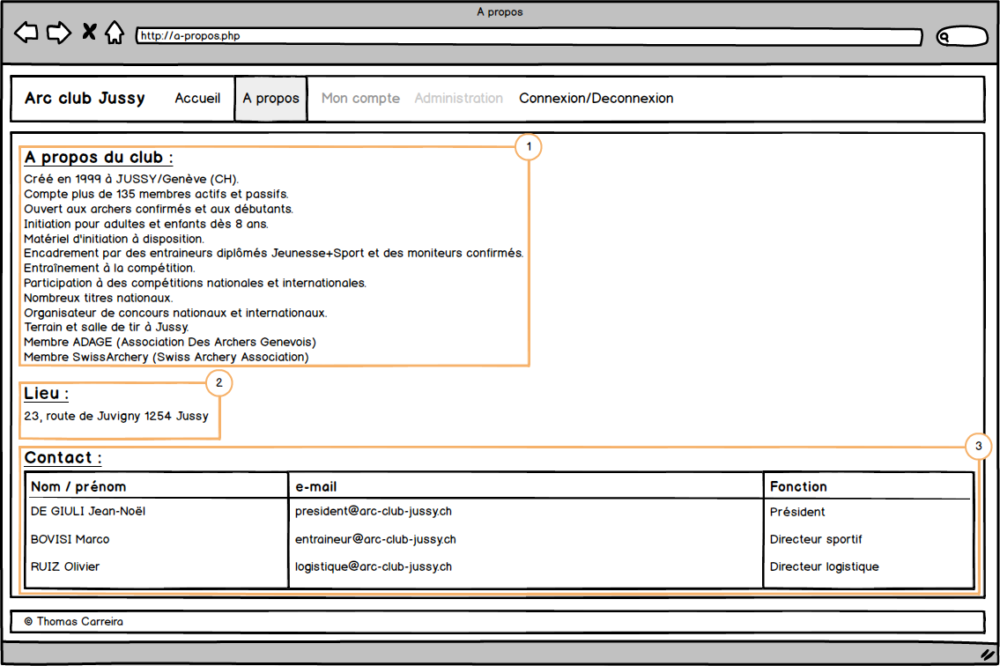 A propos
http://a-propos.php
Arc club Jussy Accueil A propos Mon compte Administration Connexion/Deconnexion
1
A propos du club :
Créé en 1999 à JUSSY/Genève (CH).
Compte plus de 135 membres actifs et passifs.
Ouvert aux archers confirmés et aux débutants.
Initiation pour adultes et enfants dès 8 ans.
Matériel d'initiation à disposition.
Encadrement par des entraineurs diplômés Jeunesse+Sport et des moniteurs confirmés.
Entraînement à la compétition.
Participation à des compétitions nationales et internationales.
Nombreux titres nationaux.
Organisateur de concours nationaux et internationaux.
Terrain et salle de tir à Jussy.
Membre ADAGE (Association Des Archers Genevois)
Membre SwissArchery (Swiss Archery Association)
2
Lieu :
23, route de Juvigny 1254 Jussy
3
Contact :
Nom / prénom e-mail Fonction
DE GIULI Jean-Noël president@arc-club-jussy.ch Président
BOVISI Marco entraineur@arc-club-jussy.ch Directeur sportif
RUIZ Olivier logistique@arc-club-jussy.ch Directeur logistique
© Thomas Carreira